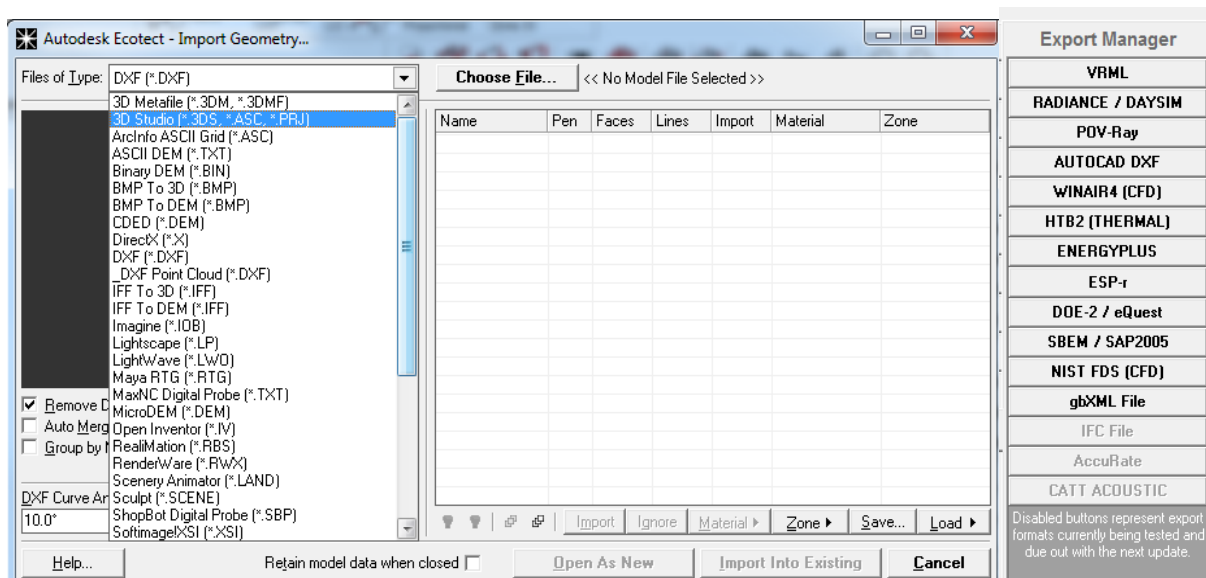 Autodesk Ecotect - Import Geometry...
Files of Type: DXF (*.DXF)
Choose File... << No Model File Selected >>
3D Metafile (*.3DM, *.3DMF)
3D Studio (*.3DS, *.ASC, *.PRJ)
ArcInfo ASCII Grid (*.ASC)
ASCII DEM (*.TXT)
Binary DEM (*.BIN)
BMP To 3D (*.BMP)
BMP To DEM (*.BMP)
CDED (*.DEM)
DirectX (*.X)
DXF (*.DXF)
_DXF Point Cloud (*.DXF)
IFF To 3D (*.IFF)
IFF To DEM (*.IFF)
Imagine (*.IOB)
Lightscape (*.LP)
LightWave (*.LWO)
Maya RTG (*.RTG)
MaxNC Digital Probe (*.TXT)
MicroDEM (*.DEM)
Open Inventor (*.IV)
RealiMation (*.RBS)
RenderWare (*.RWX)
Scenery Animator (*.LAND)
Sculpt (*.SCENE)
ShopBot Digital Probe (*.SBP)
Softimage!XSI (*.XSI)
Remove D
Auto Merg
Group by
DXF Curve An
10.0°
Name Pen Faces Lines Import Material Zone
Import Ignore Material Zone Save... Load
Help... Retain model data when closed Open As New Import Into Existing Cancel
Export Manager
VRML
RADIANCE / DAYSIM
POV-Ray
AUTOCAD DXF
WINAIR4 (CFD)
HTB2 (THERMAL)
ENERGYPLUS
ESP-r
DOE-2 / eQuest
SBEM / SAP2005
NIST FDS (CFD)
gbXML File
IFC File
AccuRate
CATT ACOUSTIC
Disabled buttons represent export
formats currently being tested and
due out with the next update.